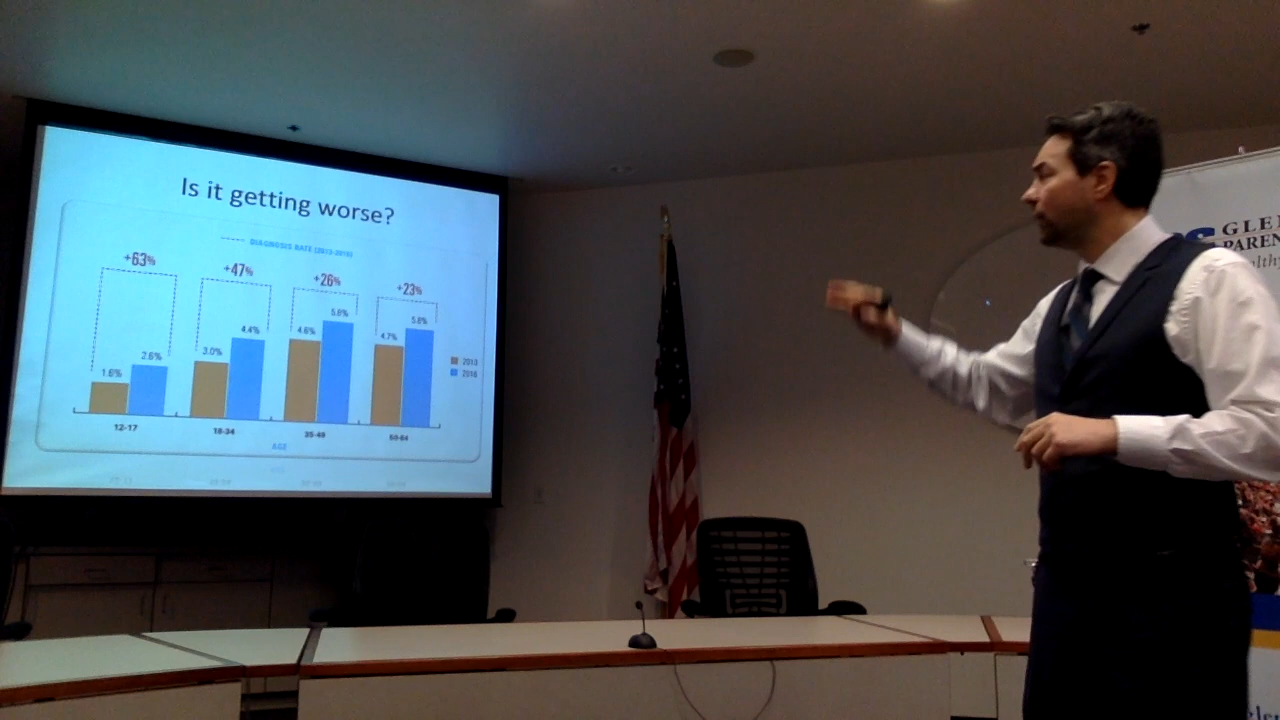 Is it getting worse?
DIAGNOSIS RATE (2013-2016)
+63% +47% +26% +23%
1.6% 2.6% 3.0% 4.4% 4.6% 5.8% 4.7% 5.8%
2013
2016
12-17 18-34 35-49 50-64
AGE
GLE
PAREN